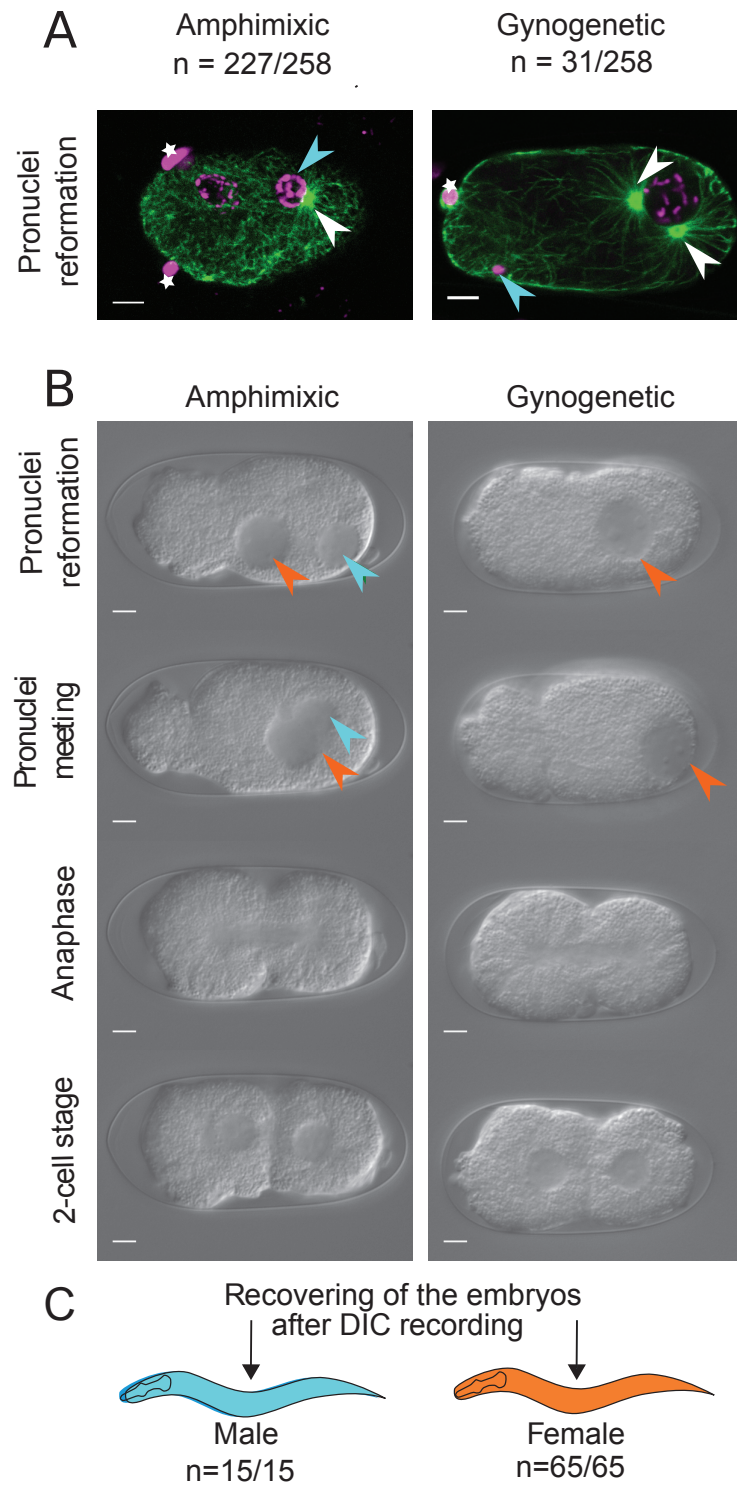 A
Amphimixic
n = 227/258
Gynogenetic
n = 31/258
Pronuclei
reformation
B
Amphimixic
Gynogenetic
Pronuclei
reformation
Pronuclei
meeting
Anaphase
2-cell stage
C
Recovering of the embryos
after DIC recording
Male
n=15/15
Female
n=65/65